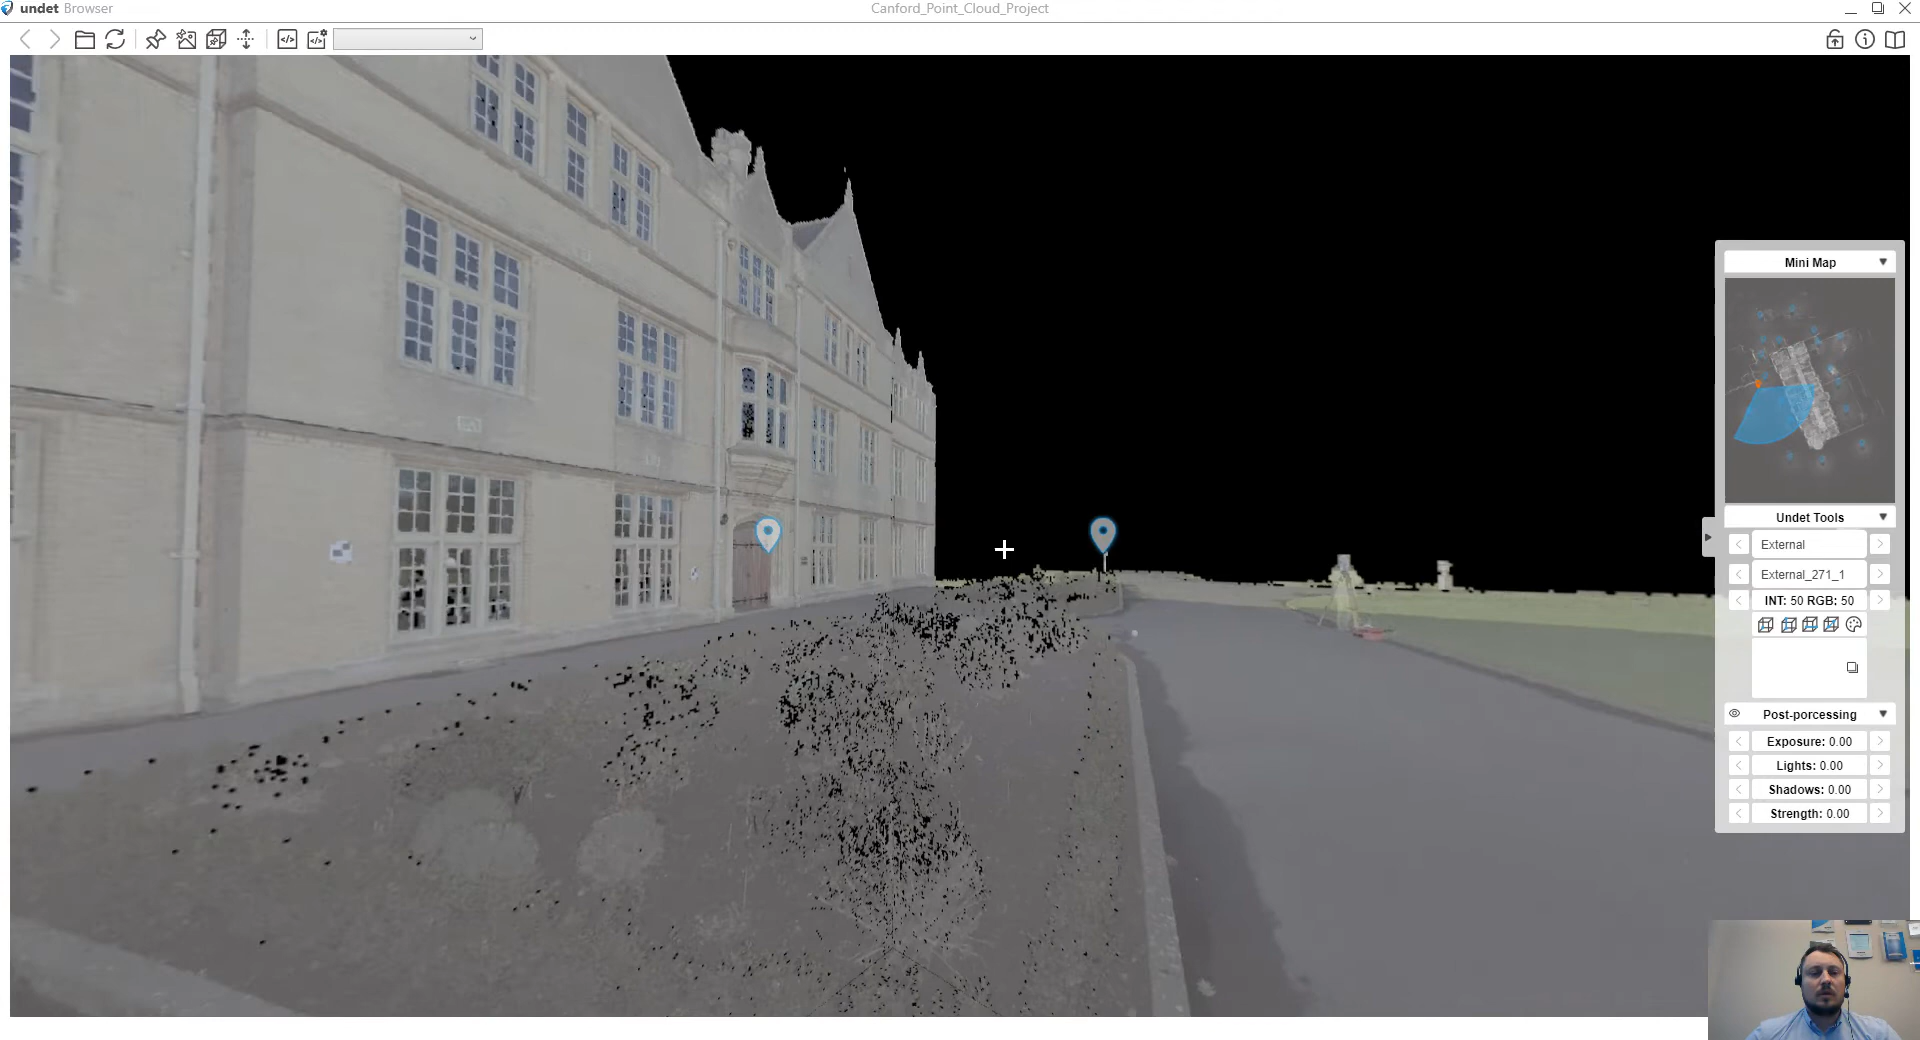 undet Browser
Canford_Point_Cloud_Project
Mini Map
Undet Tools
External
External_271_1
INT: 50 RGB: 50
Post-porcessing
Exposure: 0.00
Lights: 0.00
Shadows: 0.00
Strength: 0.00